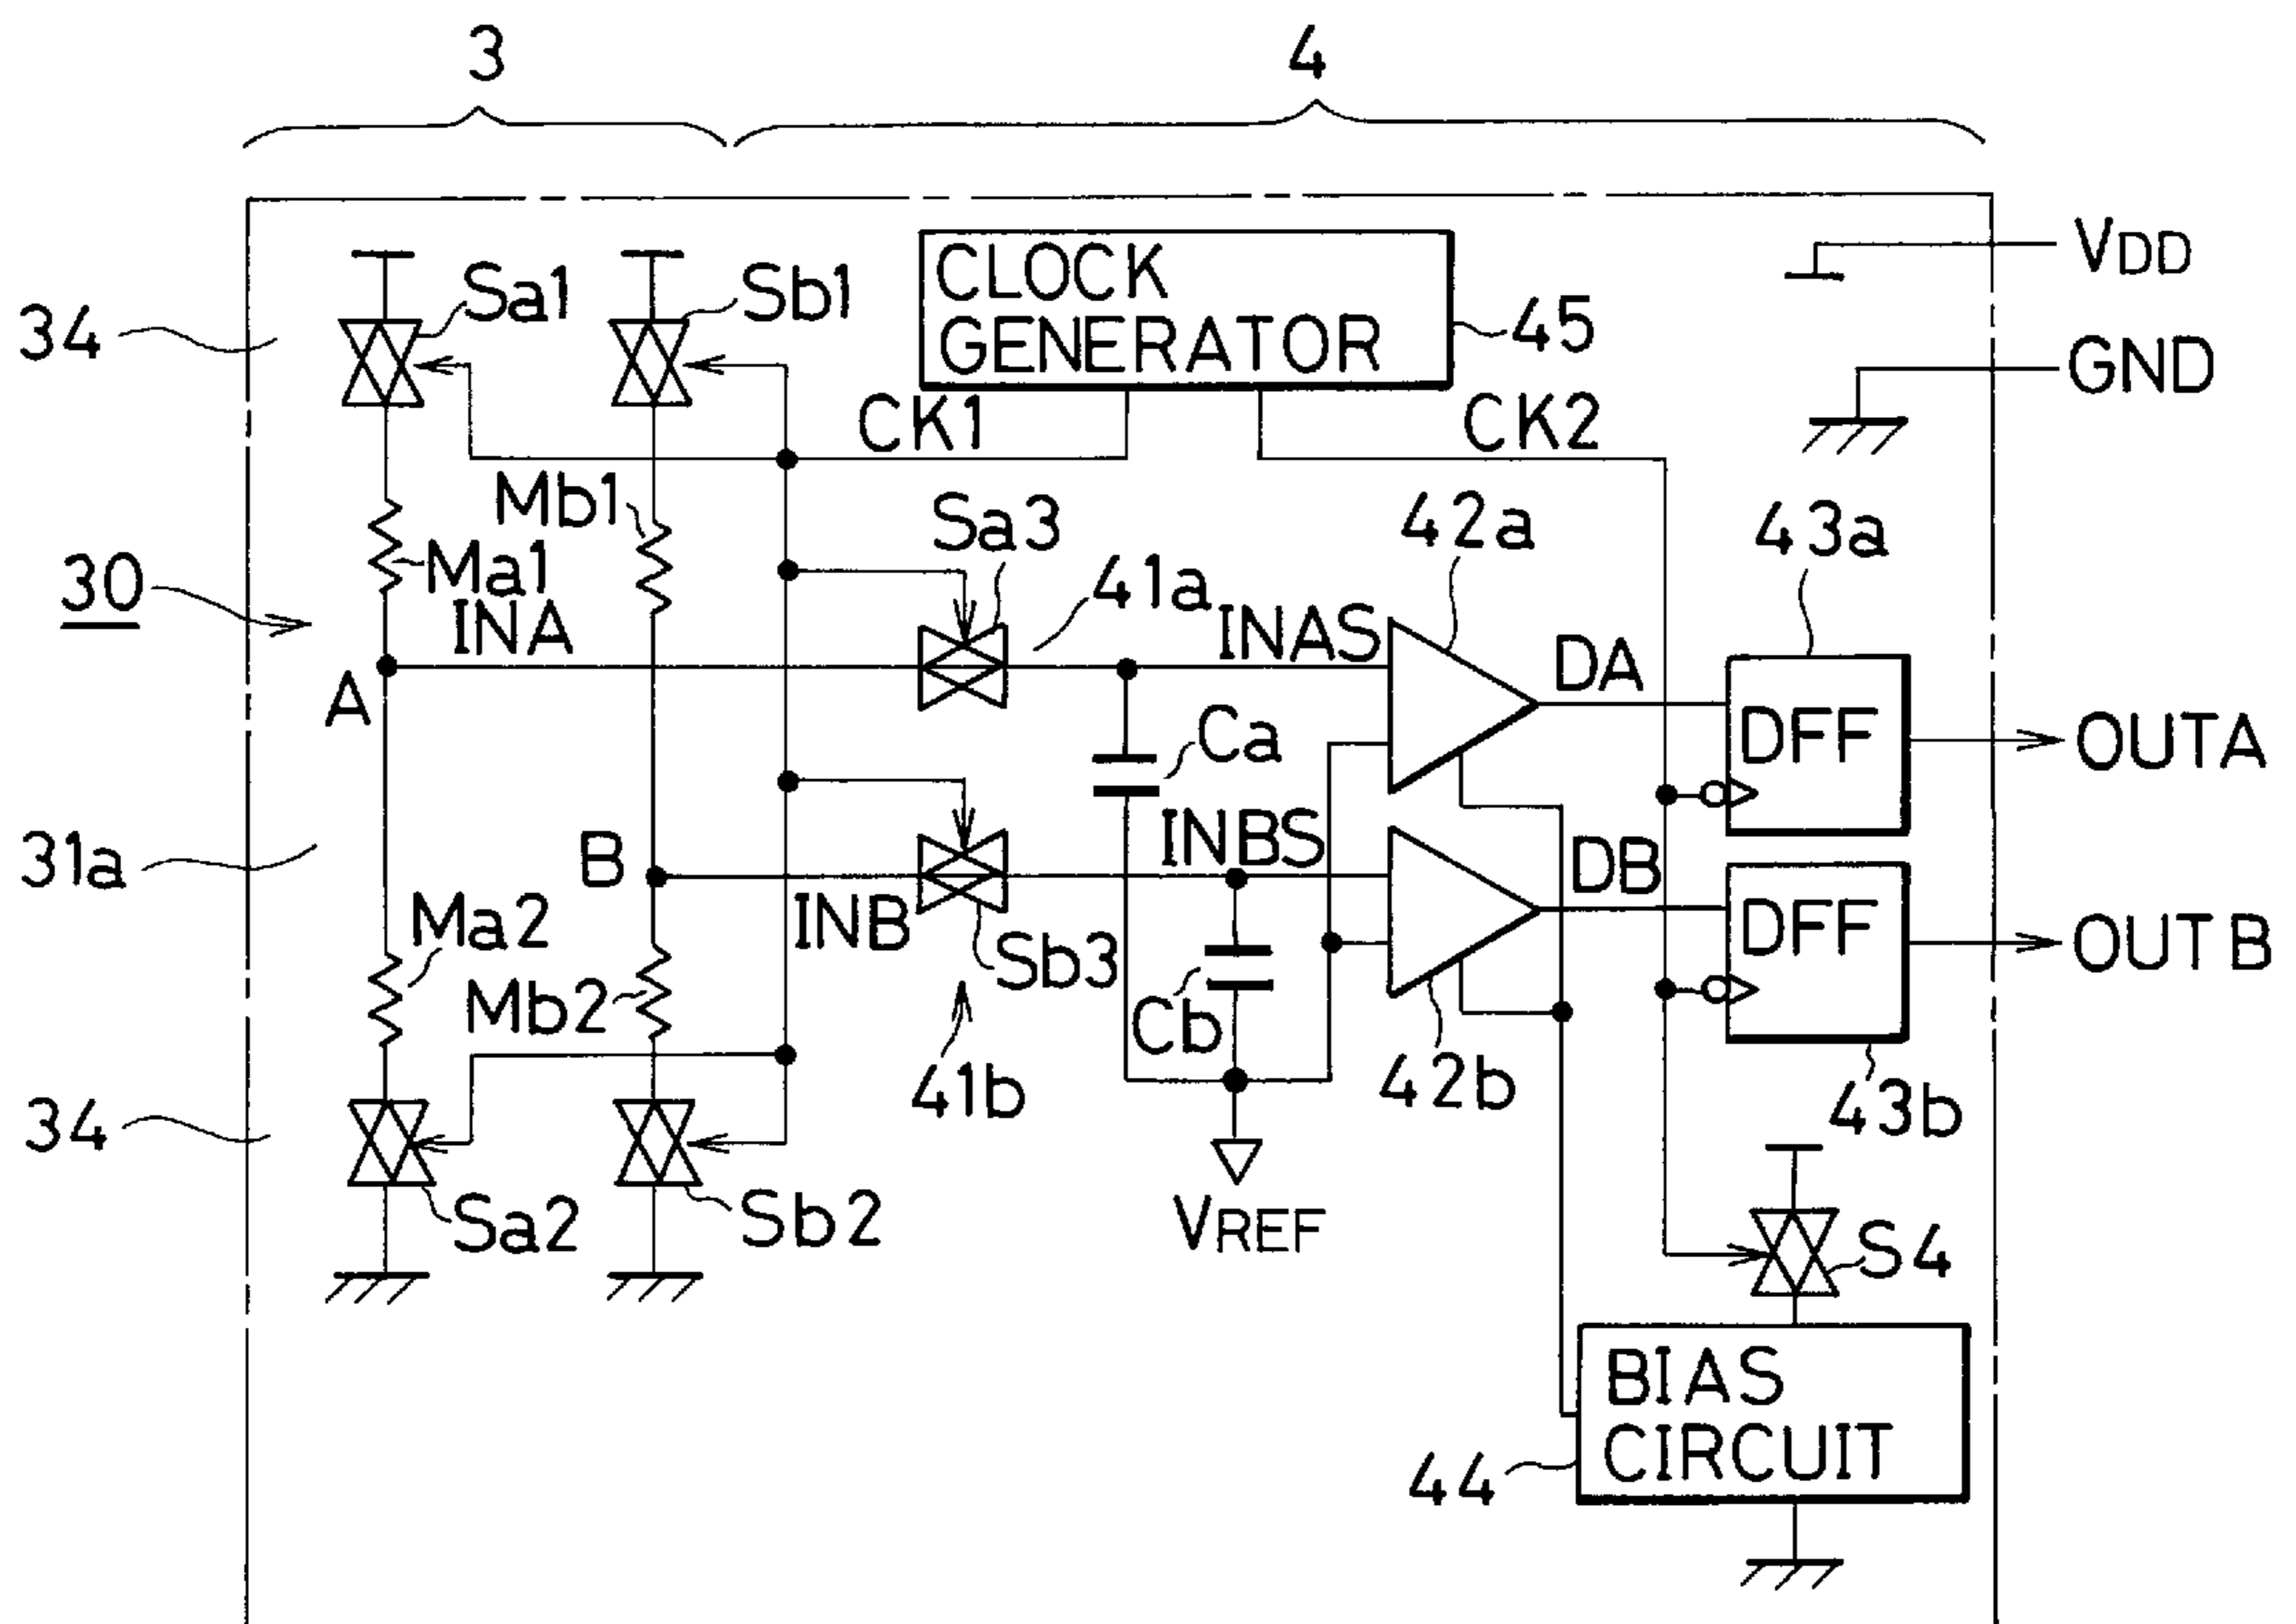 3
4
VDD
GND
34
Sa1
Sb1
CLOCK
GENERATOR
45
CK1
CK2
Mb1
Ma1
Sa3
42a
43a
30
INA
41a
INAS
DA
A
Ca
DFF
OUTA
31a
B
INB
INBS
DB
Ma2
Mb2
Sb3
Cb
DFF
OUTB
41b
42b
43b
34
Sa2
Sb2
VREF
S4
BIAS
CIRCUIT
44